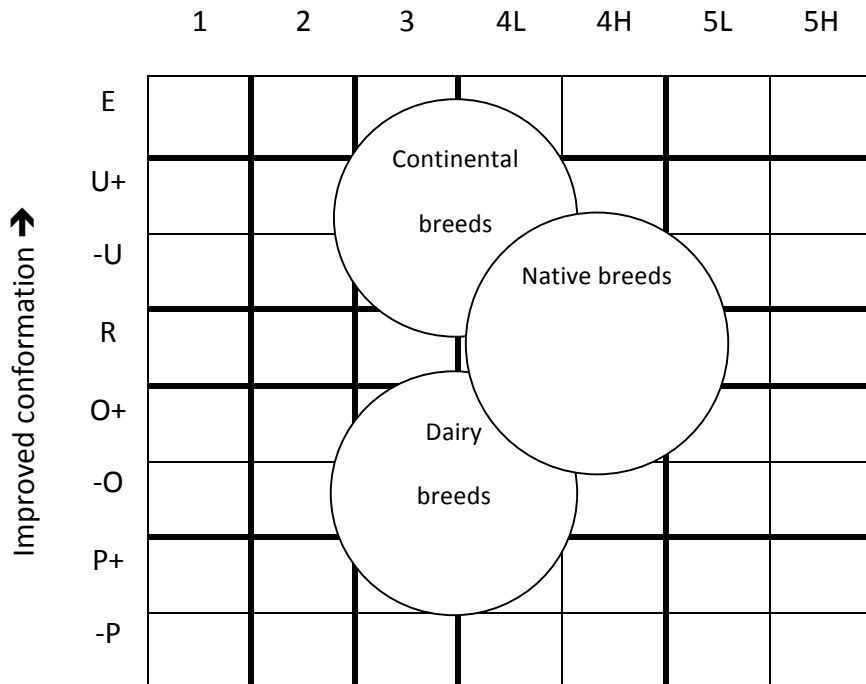 1 2 3 4L 4H 5L 5H
E
Continental
U+
breeds
-U
Native breeds
R
O+
Dairy
-O
breeds
P+
-P
Improved conformation ➔